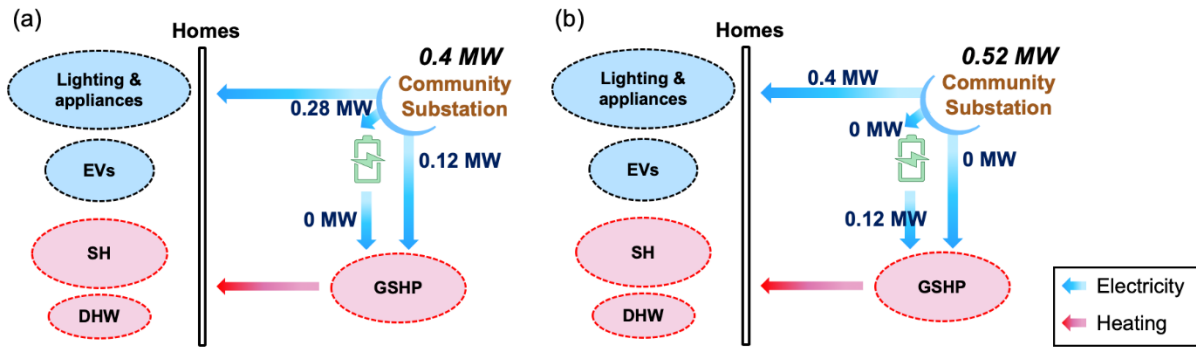 (a)
Homes
0.4 MW
Lighting &
appliances
Community
Substation
0.28 MW
EVs
0.12 MW
0 MW
SH
GSHP
DHW
(b)
Homes
0.52 MW
Lighting &
appliances
0.4 MW
Community
Substation
0 MW
EVs
0 MW
0.12 MW
SH
GSHP
DHW
Electricity
Heating